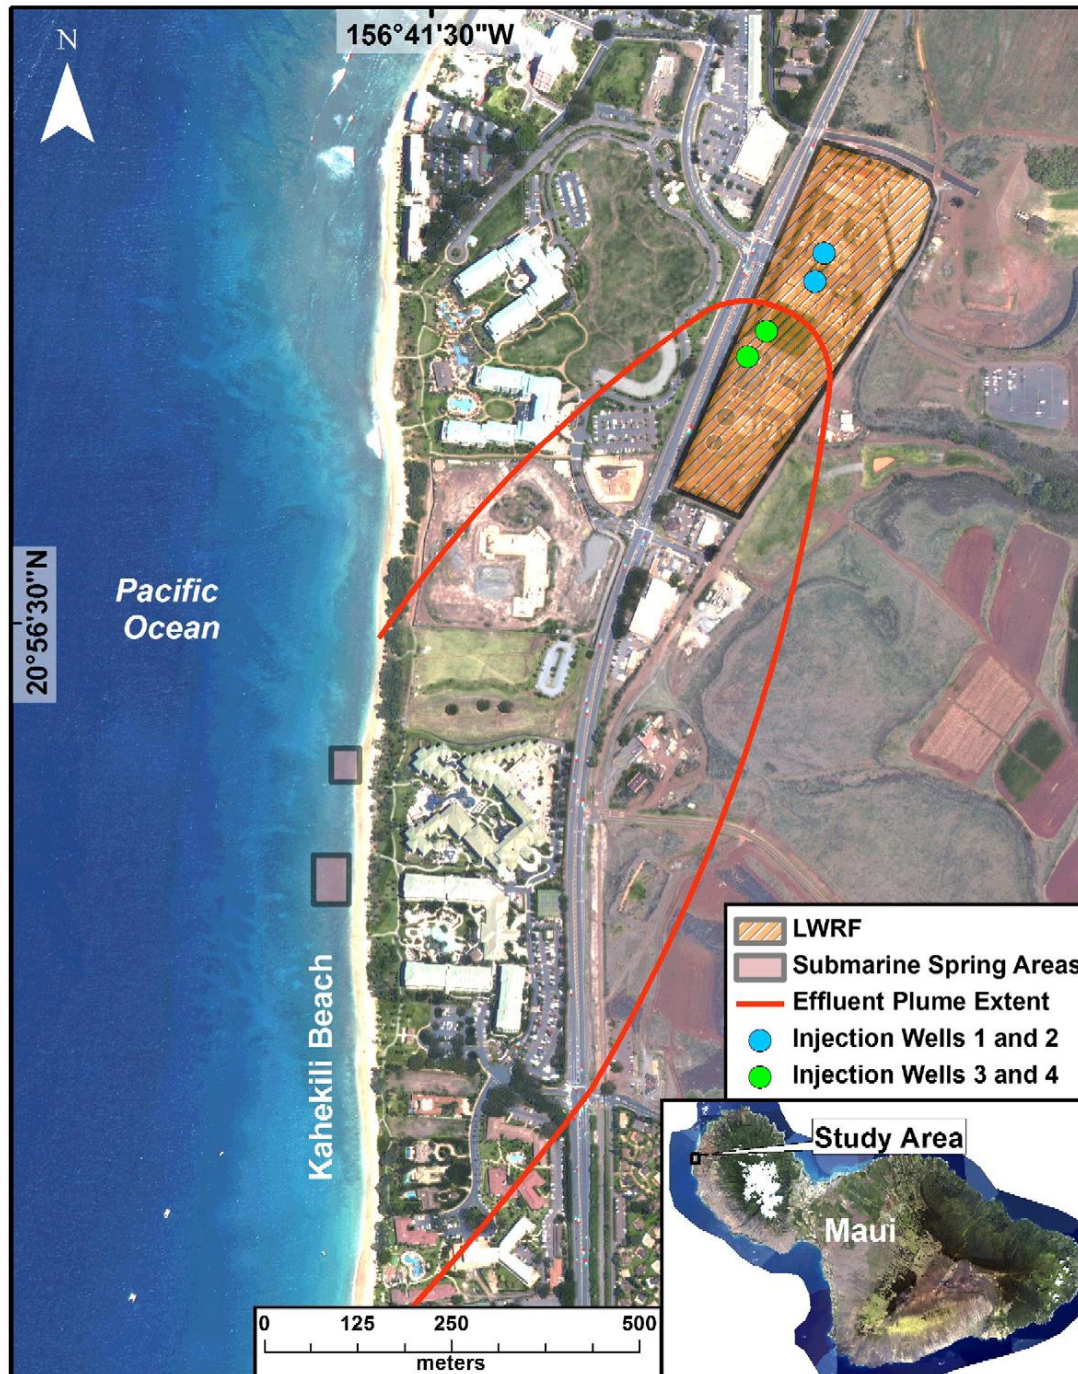 156°41'30"W
N
20°56'30"N
Pacific
Ocean
Kahekili Beach
LWRF
Submarine Spring Areas
Effluent Plume Extent
Injection Wells 1 and 2
Injection Wells 3 and 4
Study Area
Maui
0 125 250 500
meters